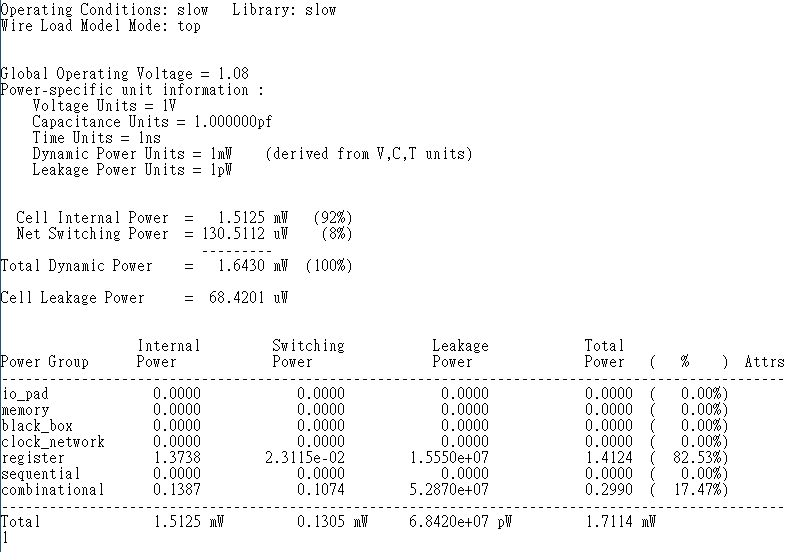 Operating Conditions: slow   Library: slow
Wire Load Model Mode: top
Global Operating Voltage = 1.08
Power-specific unit information :
    Voltage Units = 1V
    Capacitance Units = 1.000000pf
    Time Units = 1ns
    Dynamic Power Units = 1mW    (derived from V,C,T units)
    Leakage Power Units = 1pW
  Cell Internal Power  =   1.5125 mW   (92%)
  Net Switching Power  = 130.5112 uW    (8%)
                         ---------
Total Dynamic Power    =   1.6430 mW  (100%)
Cell Leakage Power     =  68.4201 uW
                 Internal         Switching           Leakage            Total
Power Group      Power            Power               Power              Power   (   %    )  Attrs
--------------------------------------------------------------------------------------------------
io_pad             0.0000            0.0000            0.0000            0.0000  (   0.00%)
memory             0.0000            0.0000            0.0000            0.0000  (   0.00%)
black_box          0.0000            0.0000            0.0000            0.0000  (   0.00%)
clock_network      0.0000            0.0000            0.0000            0.0000  (   0.00%)
register           1.3738        2.3115e-02        1.5550e+07            1.4124  (  82.53%)
sequential         0.0000            0.0000            0.0000            0.0000  (   0.00%)
combinational      0.1387            0.1074        5.2870e+07            0.2990  (  17.47%)
--------------------------------------------------------------------------------------------------
Total              1.5125 mW         0.1305 mW     6.8420e+07 pW         1.7114 mW
1